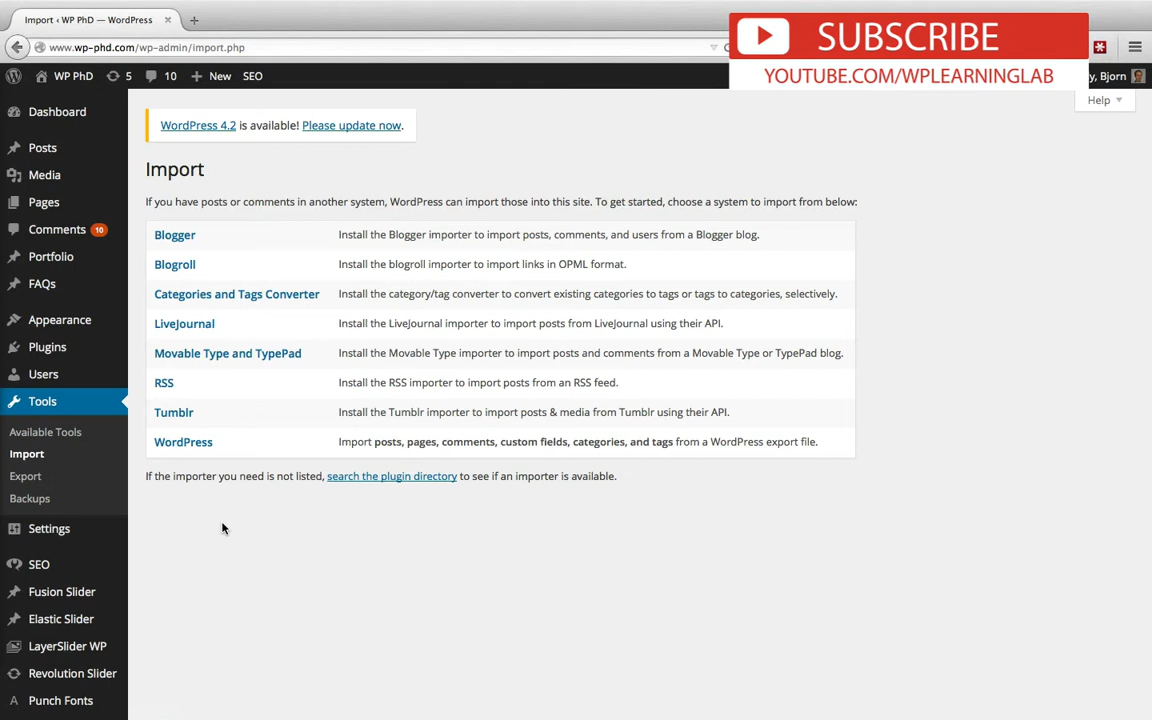 Import ‹ WP PhD — WordPress × +
www.wp-phd.com/wp-admin/import.php
SUBSCRIBE
YOUTUBE.COM/WPLEARNINGLAB
WP PhD 5 10 + New SEO
y, Bjorn
Help
Dashboard
Posts
Media
Pages
Comments 10
Portfolio
FAQs
Appearance
Plugins
Users
Tools
Available Tools
Import
Export
Backups
Settings
SEO
Fusion Slider
Elastic Slider
LayerSlider WP
Revolution Slider
Punch Fonts
WordPress 4.2 is available! Please update now.
Import
If you have posts or comments in another system, WordPress can import those into this site. To get started, choose a system to import from below:
Blogger Install the Blogger importer to import posts, comments, and users from a Blogger blog.
Blogroll Install the blogroll importer to import links in OPML format.
Categories and Tags Converter Install the category/tag converter to convert existing categories to tags or tags to categories, selectively.
LiveJournal Install the LiveJournal importer to import posts from LiveJournal using their API.
Movable Type and TypePad Install the Movable Type importer to import posts and comments from a Movable Type or TypePad blog.
RSS Install the RSS importer to import posts from an RSS feed.
Tumblr Install the Tumblr importer to import posts & media from Tumblr using their API.
WordPress Import posts, pages, comments, custom fields, categories, and tags from a WordPress export file.
If the importer you need is not listed, search the plugin directory to see if an importer is available.